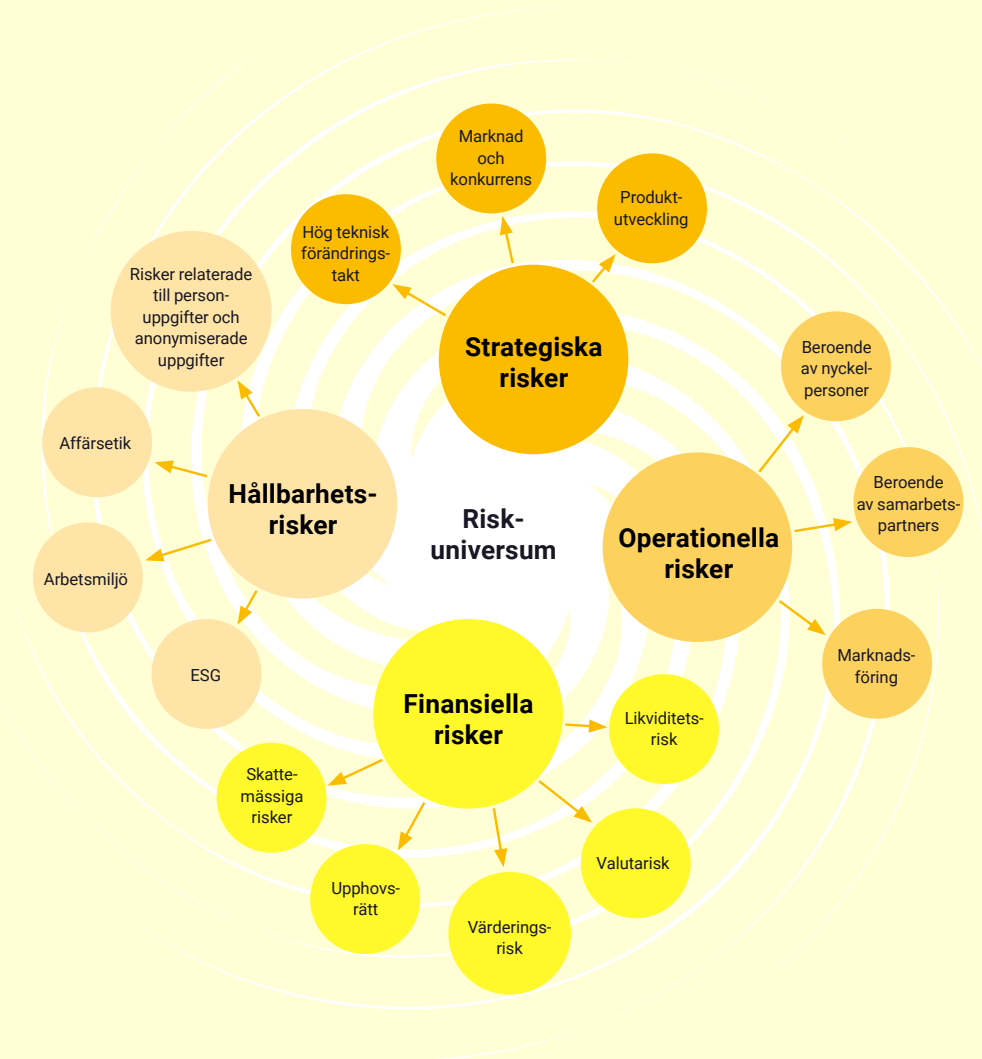 Marknad
och
konkurrens
Produkt-
utveckling
Hög teknisk
förändrings-
takt
Risker relaterade
till person-
uppgifter och
anonymiserade
uppgifter
Strategiska
risker
Beroende
av nyckel-
personer
Affärsetik
Hållbarhets-
risker
Risk-
universum
Operationella
risker
Beroende
av samarbets-
partners
Arbetsmiljö
ESG
Marknads-
föring
Finansiella
risker
Likviditets-
risk
Skatte-
mässiga
risker
Valutarisk
Upphovs-
rätt
Värderings-
risk